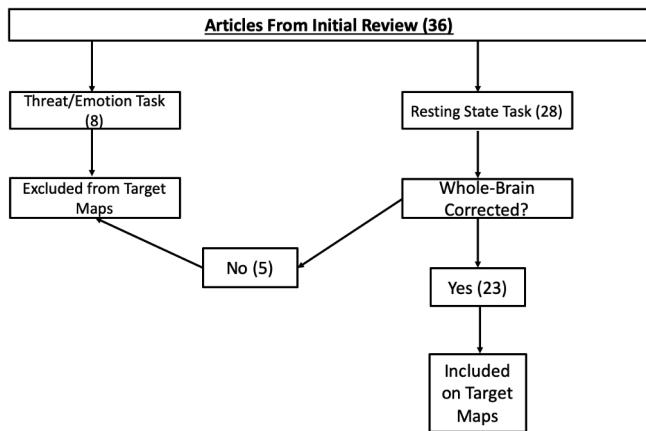 Articles From Initial Review (36)
Threat/Emotion Task
(8)
Resting State Task (28)
Excluded from Target
Maps
Whole-Brain
Corrected?
No (5)
Yes (23)
Included
on Target
Maps